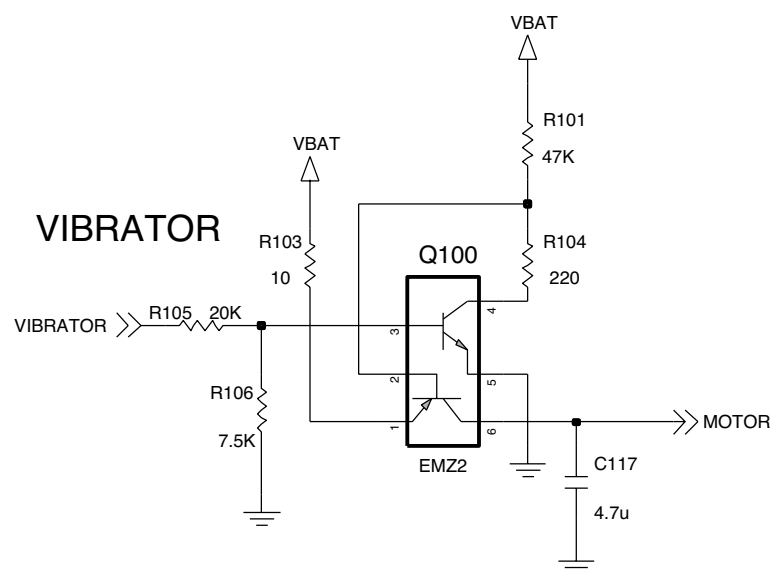 VBAT
R101
47K
VBAT
VIBRATOR
R103
10
Q100
R104
220
4
R105 20K
VIBRATOR
3
2
5
R106
7.5K
1
6
MOTOR
EMZ2
C117
4.7u